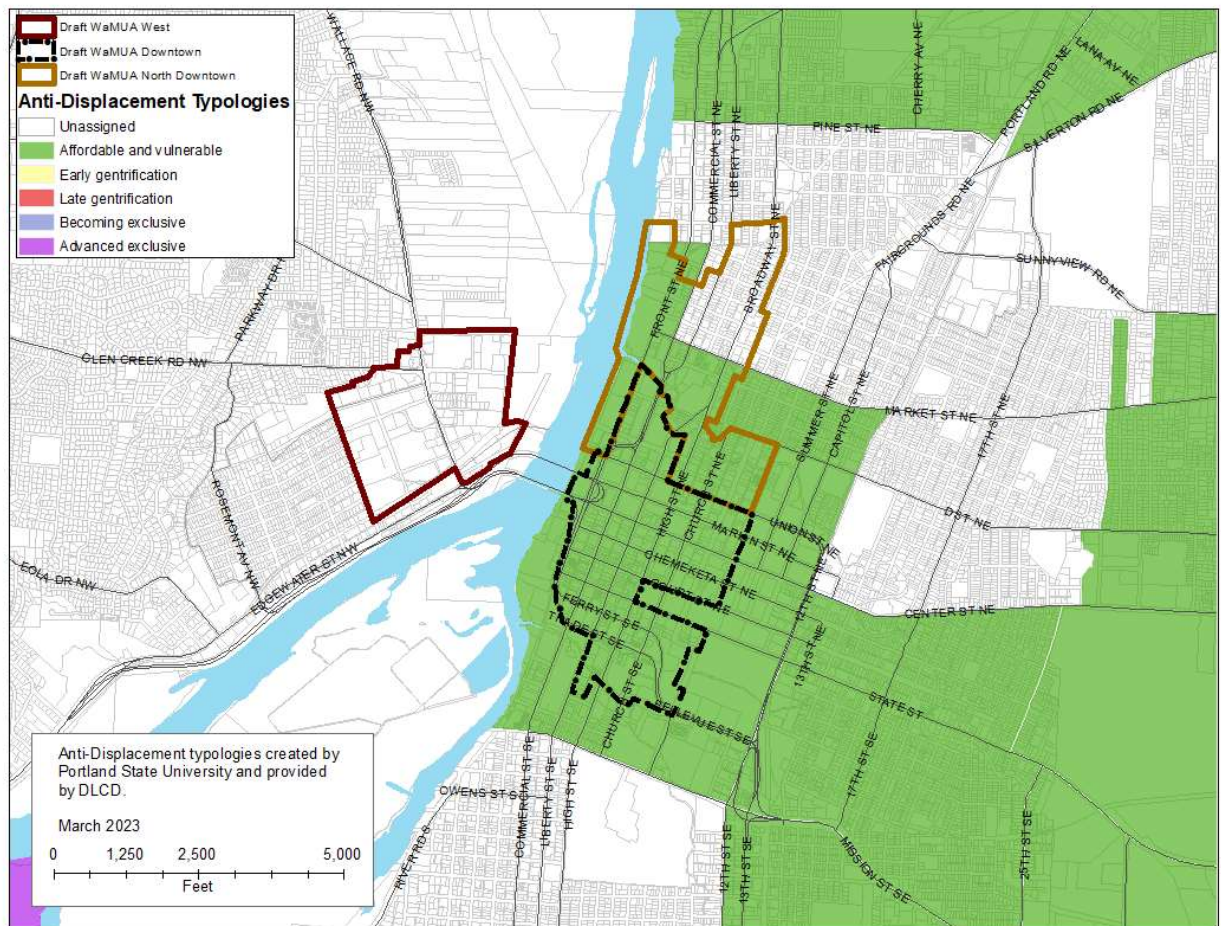 Draft WaMUA West
Draft WaMUA Downtown
Draft WaMUA North Downtown
Anti-Displacement Typologies
Unassigned
Affordable and vulnerable
Early gentrification
Late gentrification
Becoming exclusive
Advanced exclusive
WALLACE RD NW
PARKWAY DR
GLEN CREEK RD NW
ROSEMONT AV NW
EOLA DR NW
EDGEWATER ST NW
CHERRY AV NE
PORTLAND RD NE
LANA AV NE
SILVERTON RD NE
PINE ST NE
COMMERCIAL ST NE
LIBERTY ST NE
BROADWAY ST NE
FAIRGROUNDS RD NE
SUNNYVIEW RD NE
FRONT ST NE
SUMMER ST NE
CAPITOL ST NE
MARKET ST NE
17TH ST NE
D ST NE
HIGH ST NE
CHURCH ST NE
UNION ST NE
MARION ST NE
CHEMEKETA ST NE
COURT ST NE
12TH ST NE
CENTER ST NE
FERRY ST SE
TRADE ST SE
13TH ST NE
STATE ST
CHURCH ST SE
BELLEVUE ST SE
17TH ST SE
OWENS ST S
COMMERCIAL ST SE
LIBERTY ST SE
HIGH ST SE
RIVER RD S
12TH ST SE
13TH ST SE
MISSION ST SE
25TH ST SE
Anti-Displacement typologies created by
Portland State University and provided
by DLCD.
March 2023
0 1,250 2,500 5,000
Feet